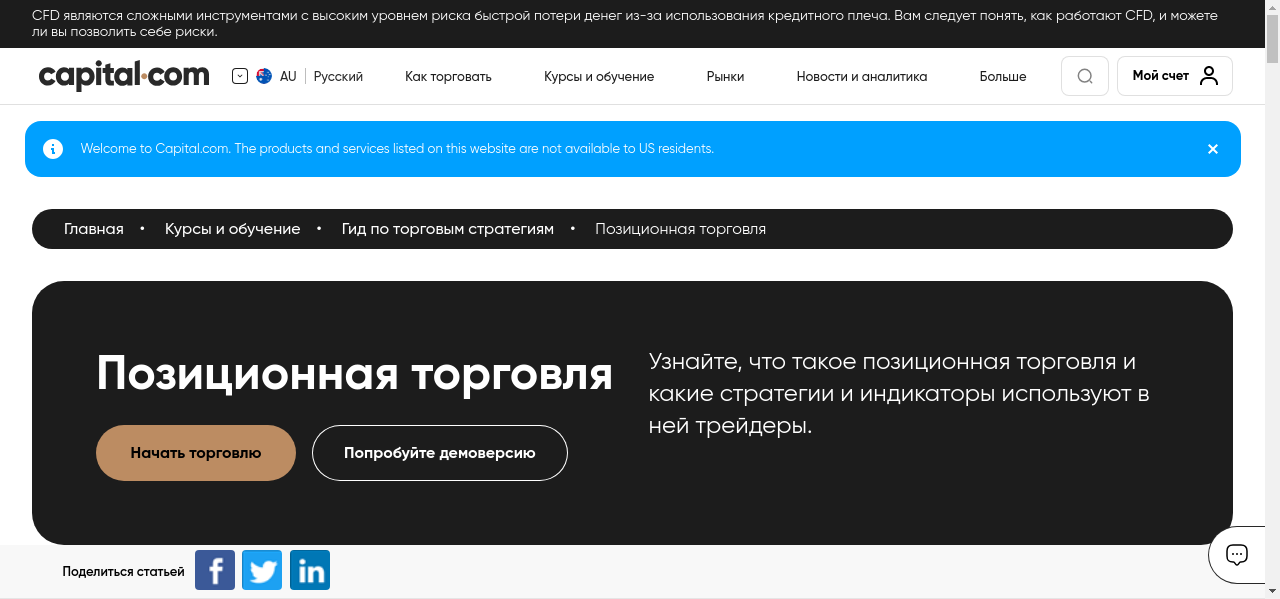 CFD являются сложными инструментами с высоким уровнем риска быстрой потери денег из-за использования кредитного плеча. Вам следует понять, как работают CFD, и можете
ли вы позволить себе риски.
capital.com AU Русский Как торговать Курсы и обучение Рынки Новости и аналитика Больше Мой счет
Welcome to Capital.com. The products and services listed on this website are not available to US residents.
Главная • Курсы и обучение • Гид по торговым стратегиям • Позиционная торговля
Позиционная торговля
Начать торговлю Попробуйте демоверсию
Узнайте, что такое позиционная торговля и
какие стратегии и индикаторы используют в
ней трейдеры.
Поделиться статьей